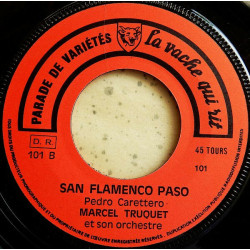 PARADE DE VARIÉTÉS
La vache qui rit
D.R.
101 B
45 TOURS
101
SAN FLAMENCO PASO
Pedro Carettero
MARCEL TRUQUET
et son orchestre